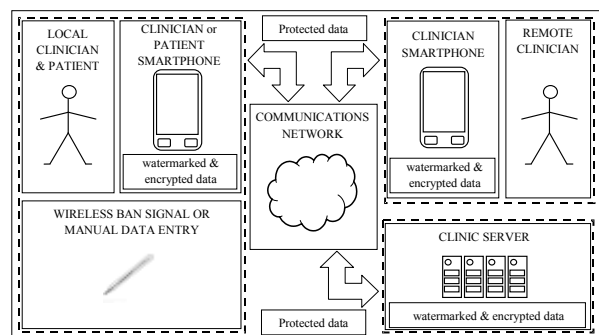 LOCAL
CLINICIAN
& PATIENT
CLINICIAN or
PATIENT
SMARTPHONE
watermarked &
encrypted data
WIRELESS BAN SIGNAL OR
MANUAL DATA ENTRY
Protected data
COMMUNICATIONS
NETWORK
Protected data
CLINICIAN
SMARTPHONE
watermarked &
encrypted data
REMOTE
CLINICIAN
CLINIC SERVER
watermarked & encrypted data